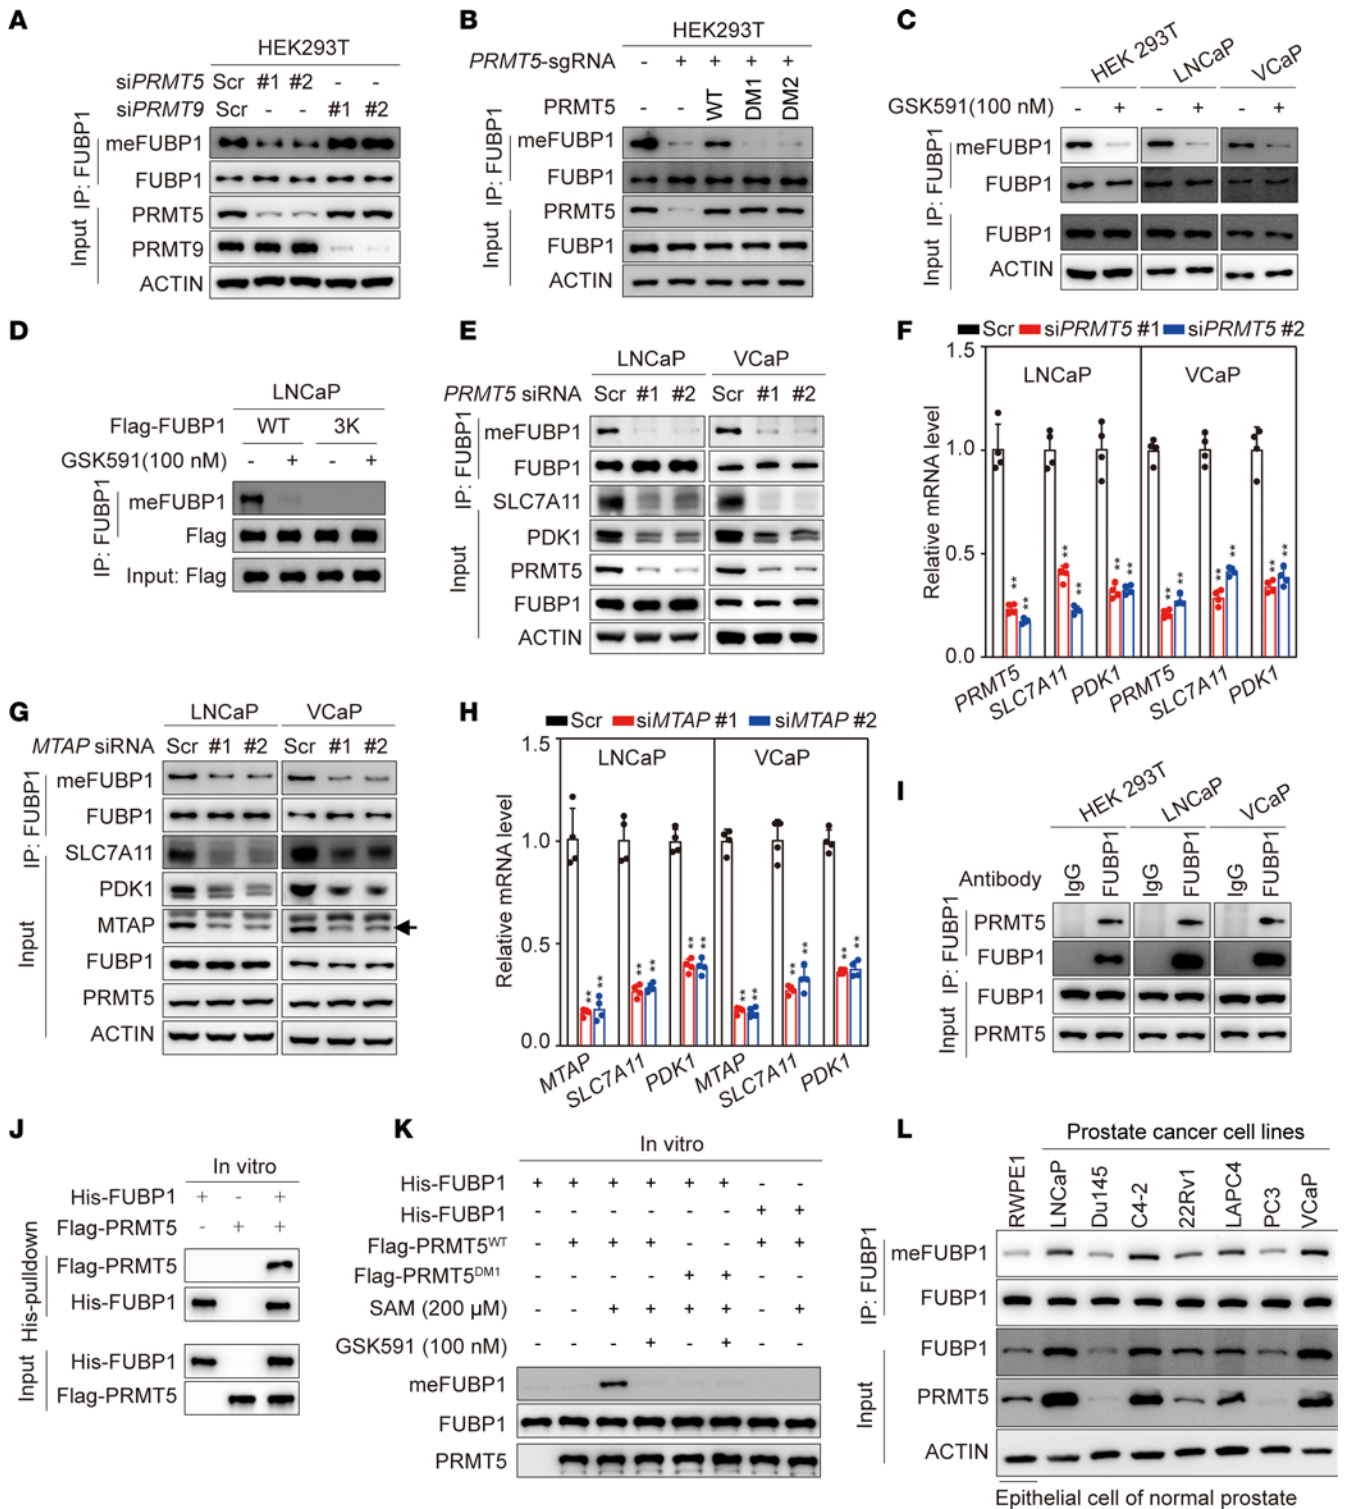 A
HEK293T
siPRMT5 Scr #1 #2 - -
siPRMT9 Scr - - #1 #2
IP: FUBP1
meFUBP1
FUBP1
Input
PRMT5
PRMT9
ACTIN
B
HEK293T
PRMT5-sgRNA - + + + +
PRMT5 - - WT DM1 DM2
IP: FUBP1
meFUBP1
FUBP1
Input
PRMT5
FUBP1
ACTIN
C
HEK 293T LNCaP VCaP
GSK591(100 nM) - + - + - +
IP: FUBP1
meFUBP1
FUBP1
Input
FUBP1
ACTIN
D
LNCaP
Flag-FUBP1 WT 3K
GSK591(100 nM) - + - +
IP: FUBP1
meFUBP1
Flag
Input: Flag
E
LNCaP VCaP
PRMT5 siRNA Scr #1 #2 Scr #1 #2
IP: FUBP1
meFUBP1
FUBP1
Input
SLC7A11
PDK1
PRMT5
FUBP1
ACTIN
F
Scr siPRMT5 #1 siPRMT5 #2
Relative mRNA level
1.5
1.0
0.5
0.0
LNCaP VCaP
** ** ** ** ** ** ** ** ** ** ** **
PRMT5 SLC7A11 PDK1 PRMT5 SLC7A11 PDK1
G
LNCaP VCaP
MTAP siRNA Scr #1 #2 Scr #1 #2
IP: FUBP1
meFUBP1
FUBP1
Input
SLC7A11
PDK1
MTAP
FUBP1
PRMT5
ACTIN
H
Scr siMTAP #1 siMTAP #2
Relative mRNA level
1.5
1.0
0.5
0.0
LNCaP VCaP
** ** ** ** ** ** ** ** ** ** ** **
MTAP SLC7A11 PDK1 MTAP SLC7A11 PDK1
I
HEK 293T LNCaP VCaP
Antibody IgG FUBP1 IgG FUBP1 IgG FUBP1
IP: FUBP1
PRMT5
FUBP1
Input
FUBP1
PRMT5
J
In vitro
His-FUBP1 + - +
Flag-PRMT5 - + +
His-pulldown
Flag-PRMT5
His-FUBP1
Input
His-FUBP1
Flag-PRMT5
K
In vitro
His-FUBP1 + + + + + + - -
His-FUBP1 - - - - - - + +
Flag-PRMT5WT - + + + - - + +
Flag-PRMT5DM1 - - - - + + - -
SAM (200 µM) - - + + + + - +
GSK591 (100 nM) - - - + - + - -
meFUBP1
FUBP1
PRMT5
L
Prostate cancer cell lines
RWPE1 LNCaP Du145 C4-2 22Rv1 LAPC4 PC3 VCaP
IP: FUBP1
meFUBP1
FUBP1
Input
FUBP1
PRMT5
ACTIN
Epithelial cell of normal prostate